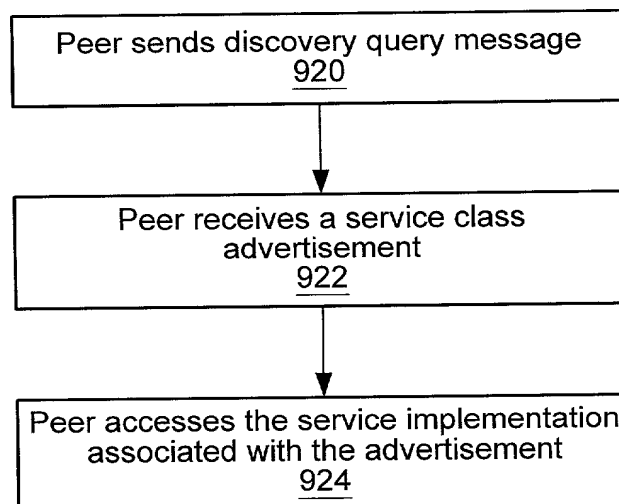 Peer sends discovery query message
920
Peer receives a service class
advertisement
922
Peer accesses the service implementation
associated with the advertisement
924